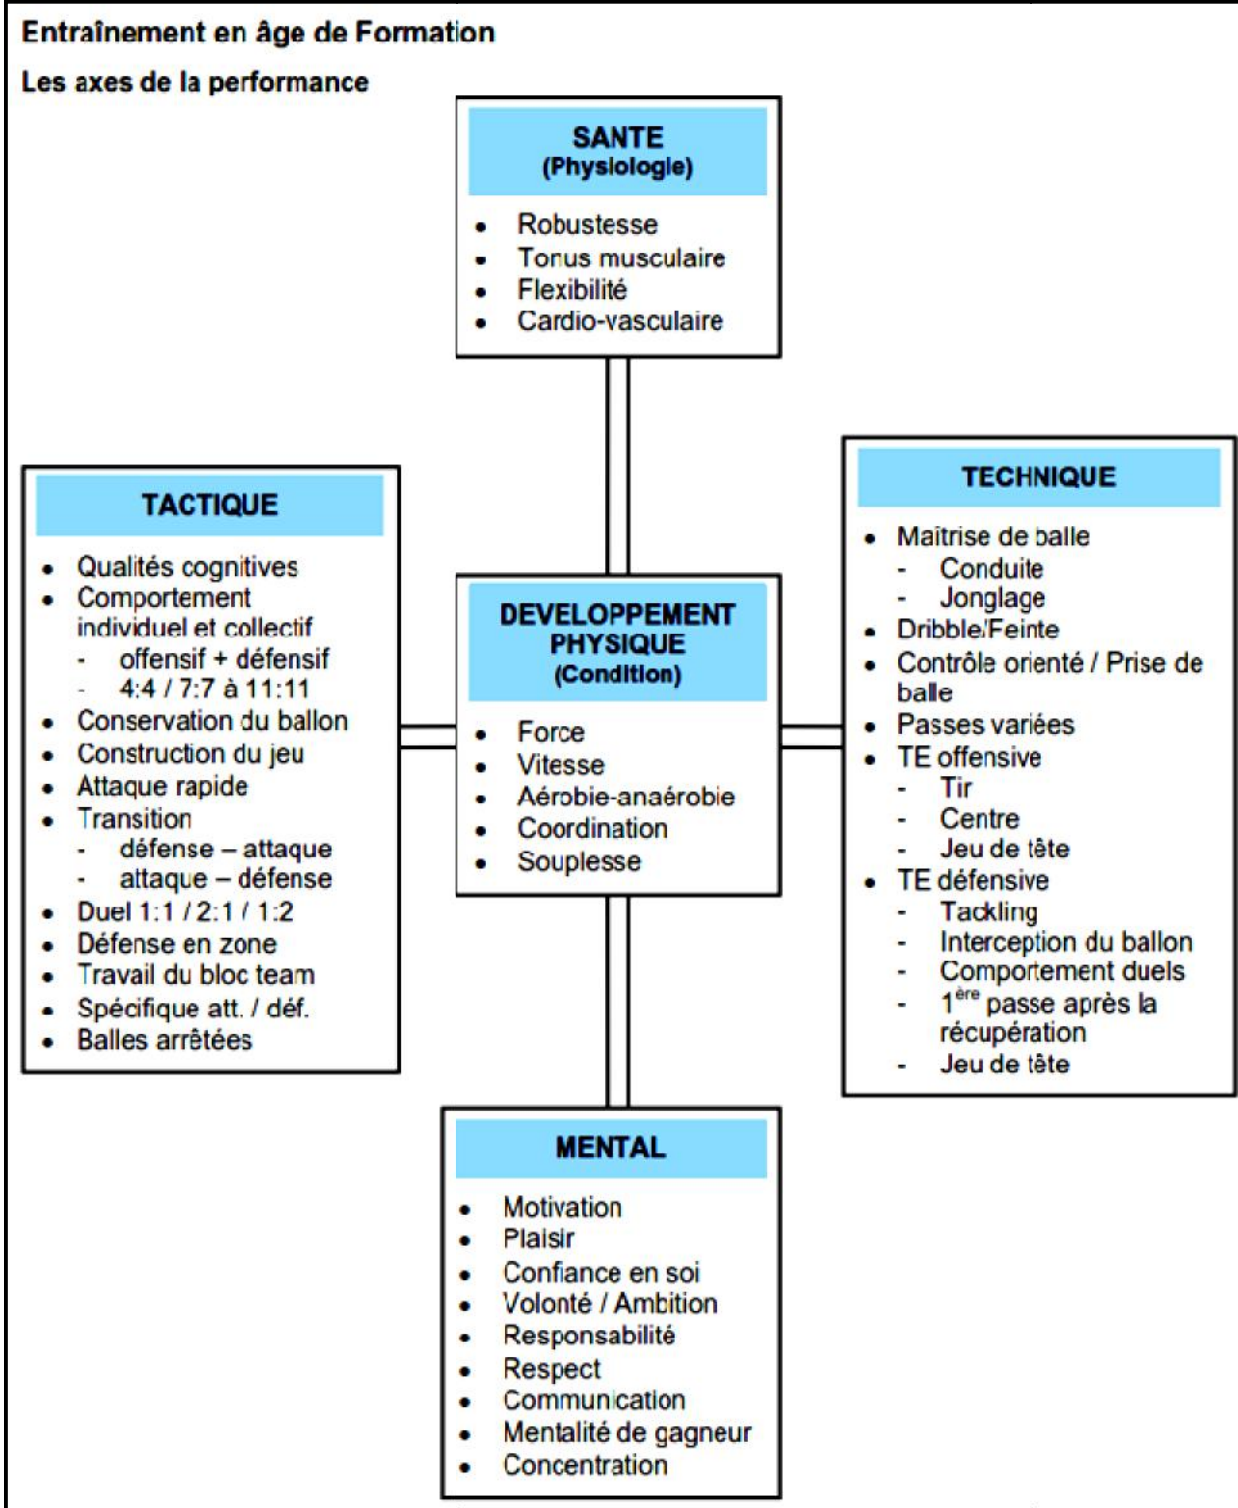 Entraînement en âge de Formation
Les axes de la performance
SANTE
(Physiologie)
• Robustesse
• Tonus musculaire
• Flexibilité
• Cardio-vasculaire
TACTIQUE
• Qualités cognitives
• Comportement
individuel et collectif
- offensif + défensif
- 4:4 / 7:7 à 11:11
• Conservation du ballon
• Construction du jeu
• Attaque rapide
• Transition
- défense – attaque
- attaque – défense
• Duel 1:1 / 2:1 / 1:2
• Défense en zone
• Travail du bloc team
• Spécifique att. / déf.
• Balles arrêtées
DEVELOPPEMENT
PHYSIQUE
(Condition)
• Force
• Vitesse
• Aérobie-anaérobie
• Coordination
• Souplesse
TECHNIQUE
• Maîtrise de balle
- Conduite
- Jonglage
• Dribble/Feinte
• Contrôle orienté / Prise de
balle
• Passes variées
• TE offensive
- Tir
- Centre
- Jeu de tête
• TE défensive
- Tackling
- Interception du ballon
- Comportement duels
- 1ère passe après la
récupération
- Jeu de tête
MENTAL
• Motivation
• Plaisir
• Confiance en soi
• Volonté / Ambition
• Responsabilité
• Respect
• Communication
• Mentalité de gagneur
• Concentration